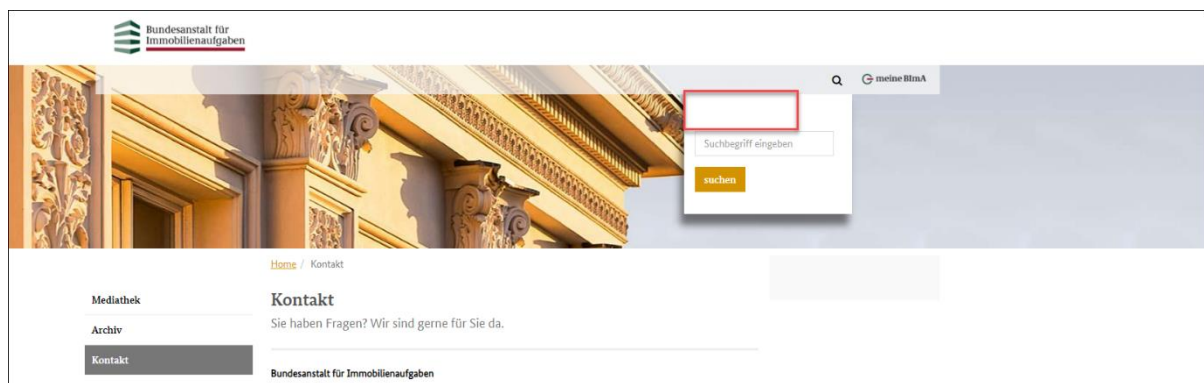 Bundesanstalt für
Immobilienaufgaben
meine BImA
Suchbegriff eingeben
suchen
Home / Kontakt
Mediathek
Archiv
Kontakt
Kontakt
Sie haben Fragen? Wir sind gerne für Sie da.
Bundesanstalt für Immobilienaufgaben